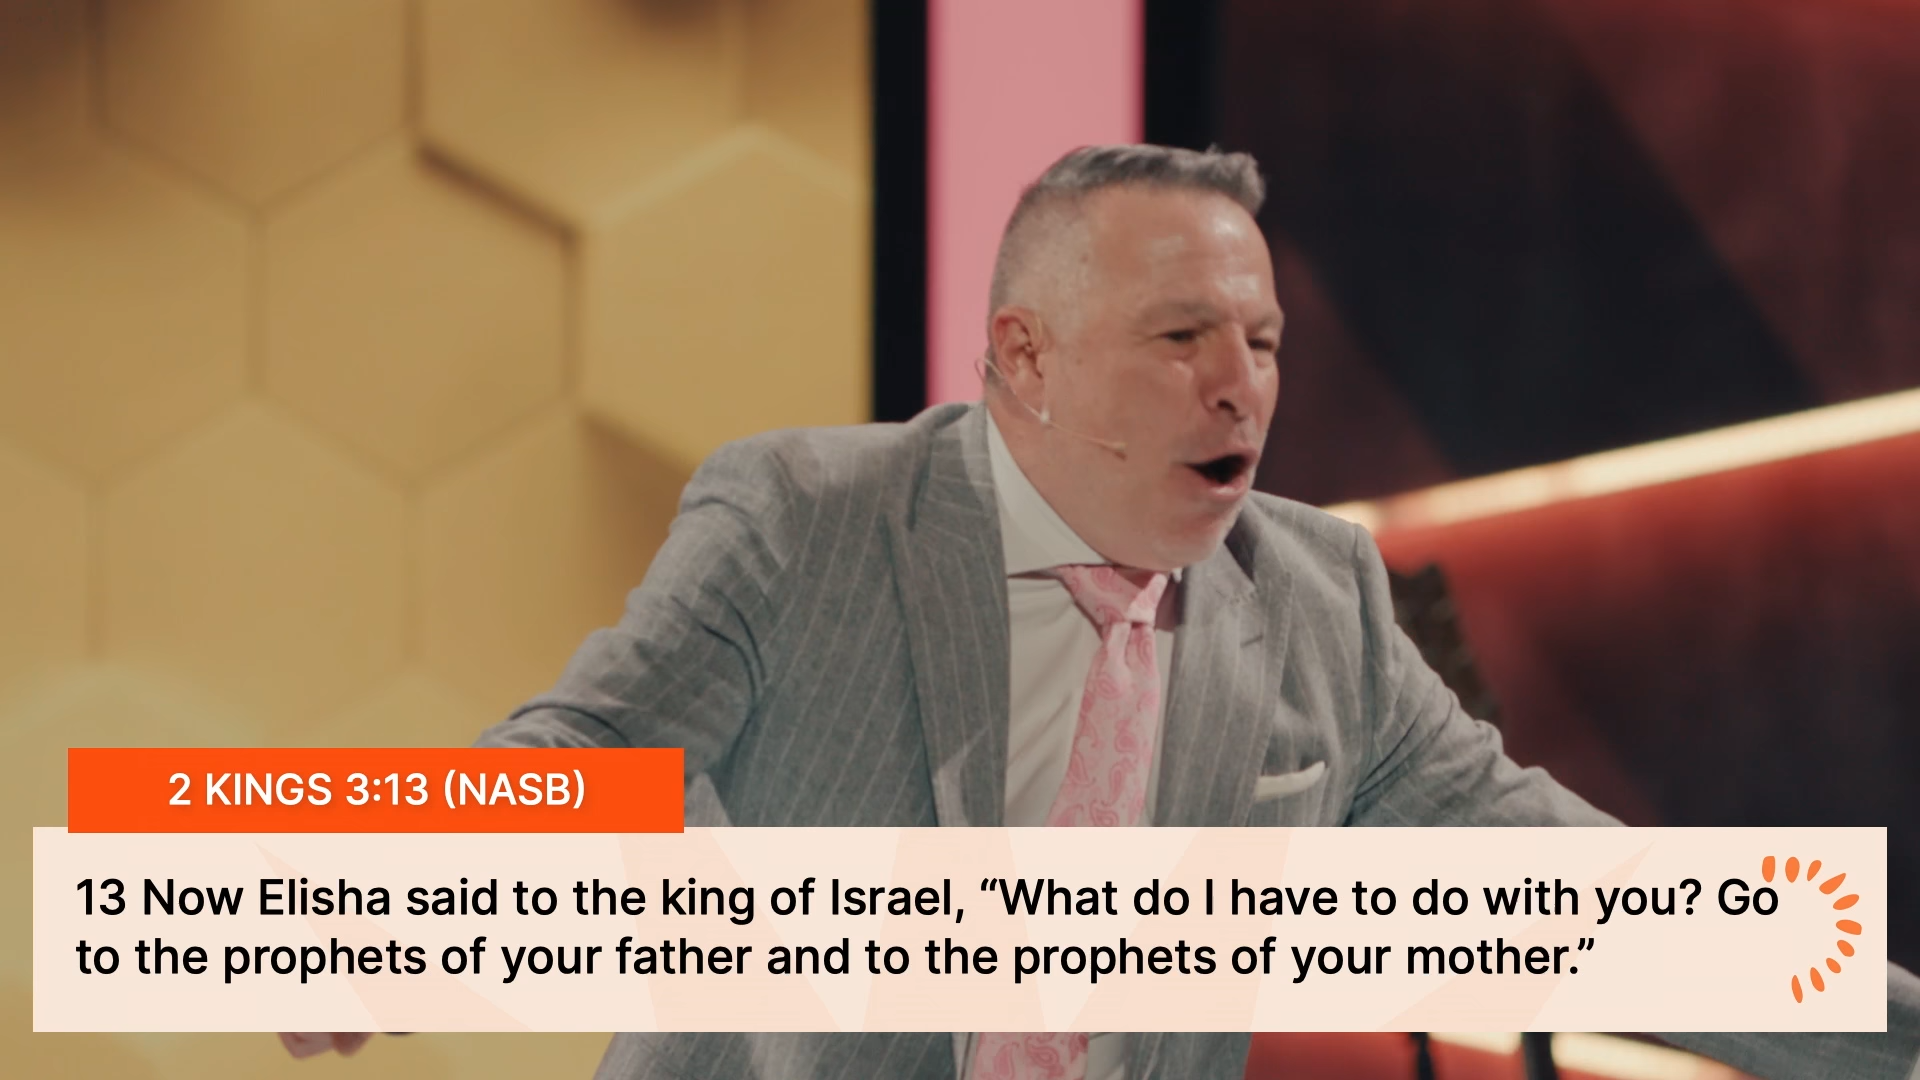 2 KINGS 3:13 (NASB)
13 Now Elisha said to the king of Israel, “What do I have to do with you? Go
to the prophets of your father and to the prophets of your mother.”